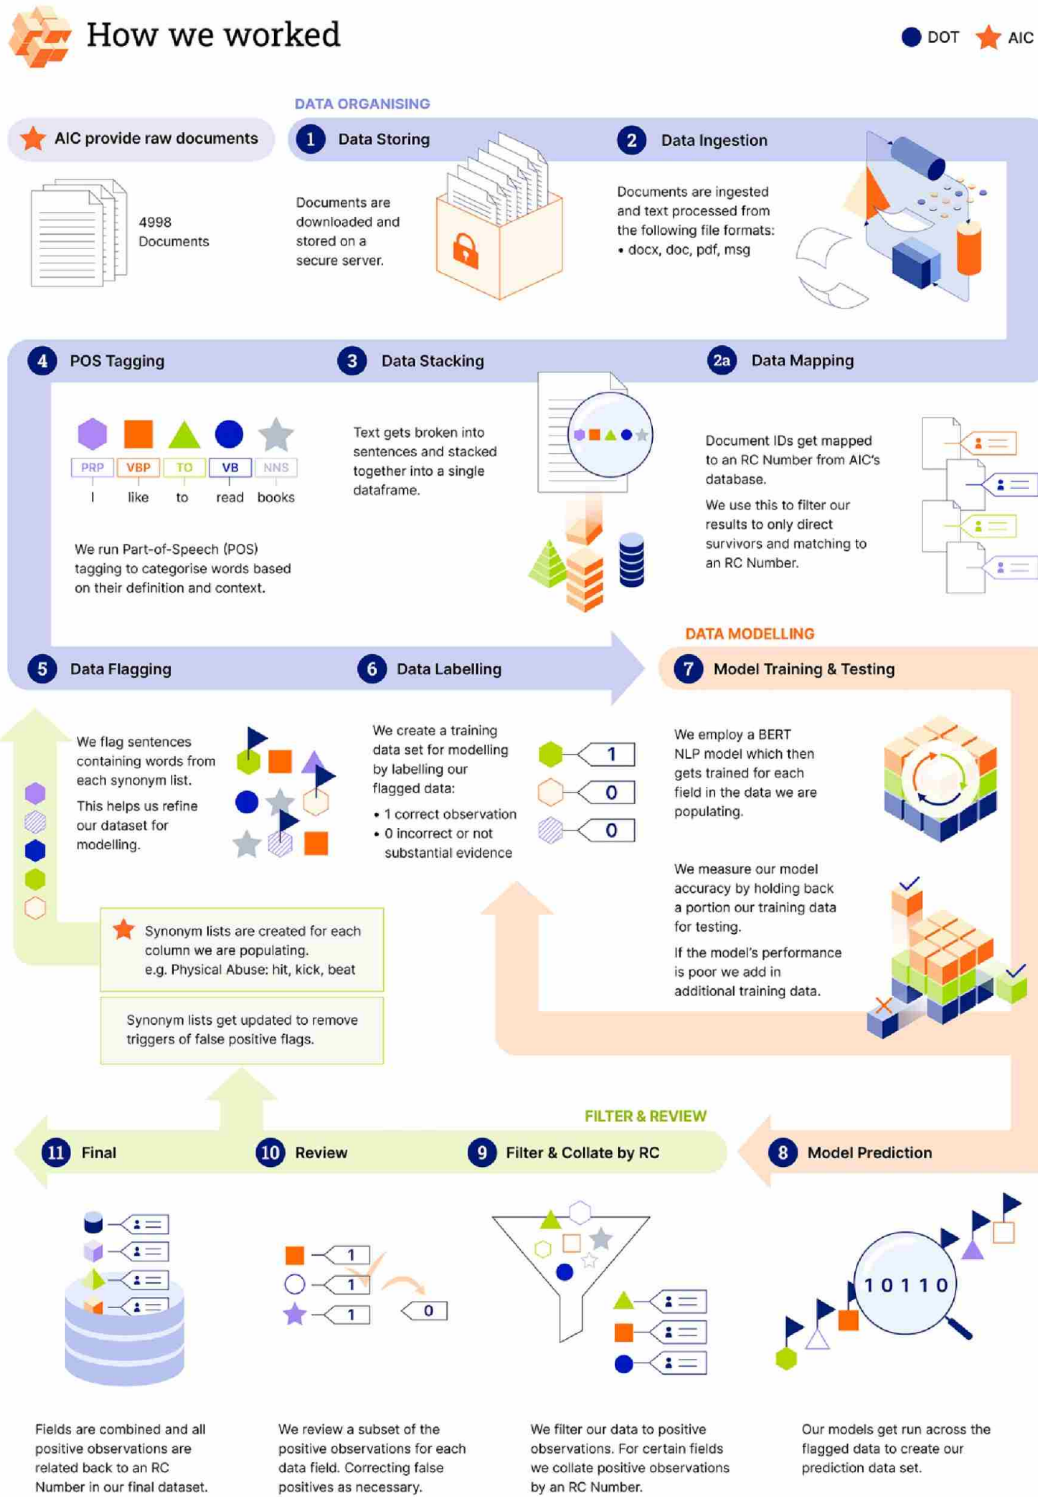 How we worked
DOT
AIC
DATA ORGANISING
AIC provide raw documents
4998
Documents
1
Data Storing
Documents are
downloaded and
stored on a
secure server.
2
Data Ingestion
Documents are ingested
and text processed from
the following file formats:
• docx, doc, pdf, msg
2a
Data Mapping
Document IDs get mapped
to an RC Number from AIC's
database.
We use this to filter our
results to only direct
survivors and matching to
an RC Number.
3
Data Stacking
Text gets broken into
sentences and stacked
together into a single
dataframe.
4
POS Tagging
PRP VBP TO VB NNS
I like to read books
We run Part-of-Speech (POS)
tagging to categorise words based
on their definition and context.
5
Data Flagging
We flag sentences
containing words from
each synonym list.
This helps us refine
our dataset for
modelling.
6
Data Labelling
We create a training
data set for modelling
by labelling our
flagged data:
• 1 correct observation
• 0 incorrect or not
substantial evidence
1
0
0
DATA MODELLING
7
Model Training & Testing
We employ a BERT
NLP model which then
gets trained for each
field in the data we are
populating.
We measure our model
accuracy by holding back
a portion our training data
for testing.
If the model's performance
is poor we add in
additional training data.
Synonym lists are created for each
column we are populating.
e.g. Physical Abuse: hit, kick, beat
Synonym lists get updated to remove
triggers of false positive flags.
8
Model Prediction
1 0 1 1 0
Our models get run across the
flagged data to create our
prediction data set.
FILTER & REVIEW
9
Filter & Collate by RC
We filter our data to positive
observations. For certain fields
we collate positive observations
by an RC Number.
10
Review
1
1
1
0
We review a subset of the
positive observations for each
data field. Correcting false
positives as necessary.
11
Final
Fields are combined and all
positive observations are
related back to an RC
Number in our final dataset.